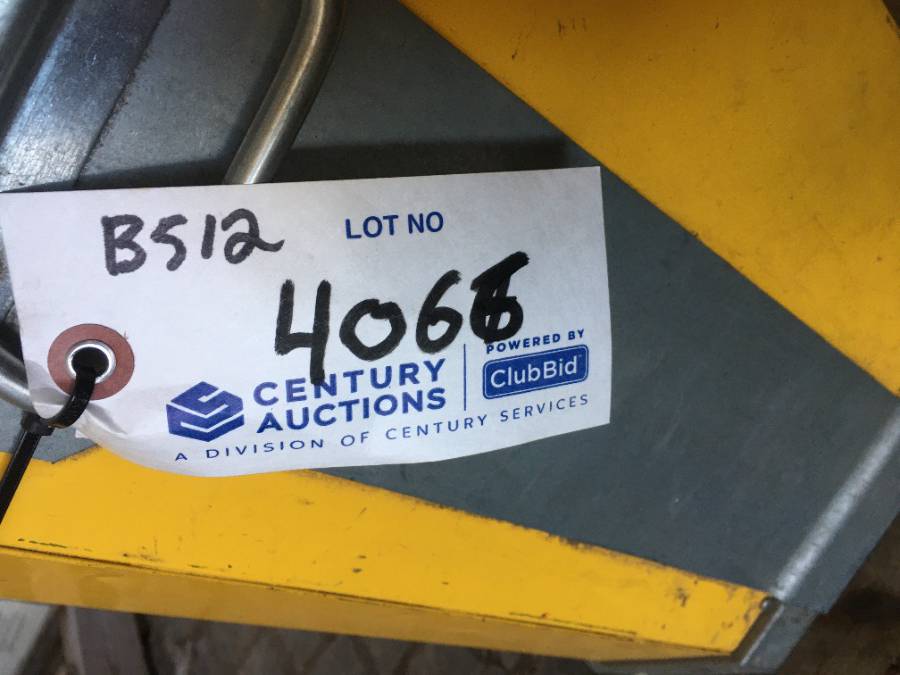 B512
LOT NO
4066
CENTURY
AUCTIONS
POWERED BY
ClubBid
A DIVISION OF CENTURY SERVICES